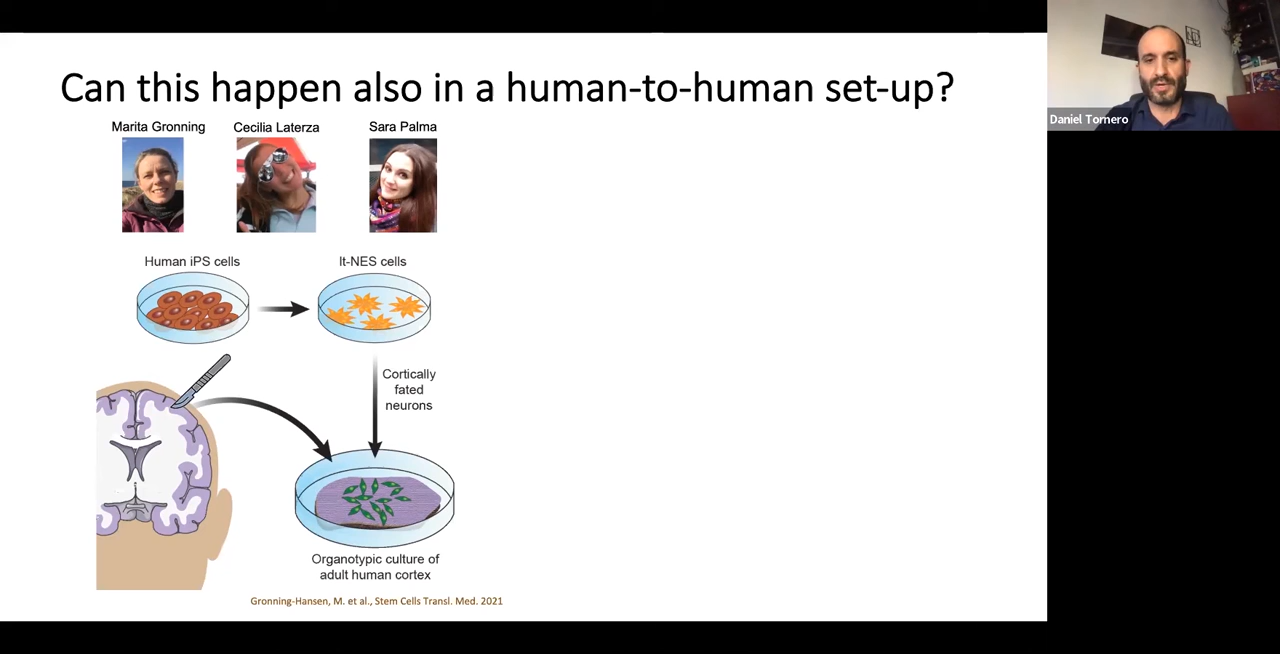 Can this happen also in a human-to-human set-up?
Daniel Tornero
Marita Gronning
Cecilia Laterza
Sara Palma
Human iPS cells
lt-NES cells
Cortically
fated
neurons
Organotypic culture of
adult human cortex
Gronning-Hansen, M. et al., Stem Cells Transl. Med. 2021